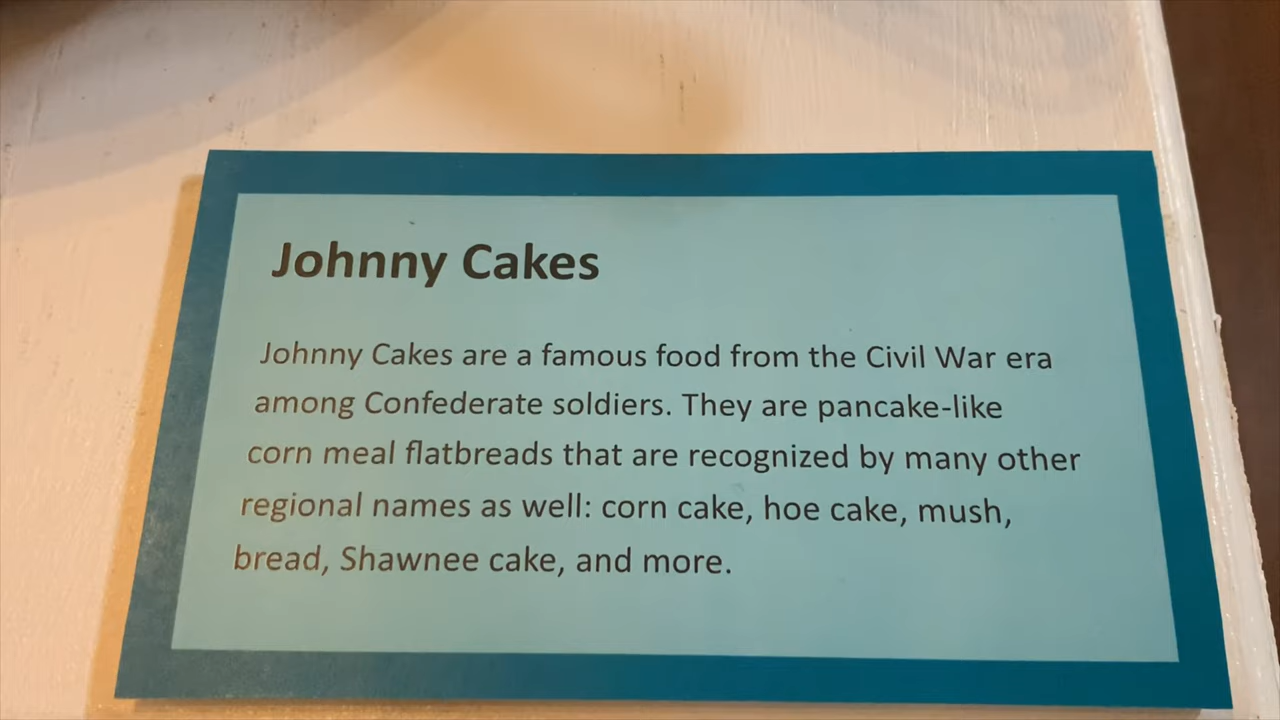 Johnny Cakes
Johnny Cakes are a famous food from the Civil War era
among Confederate soldiers. They are pancake-like
corn meal flatbreads that are recognized by many other
regional names as well: corn cake, hoe cake, mush,
bread, Shawnee cake, and more.